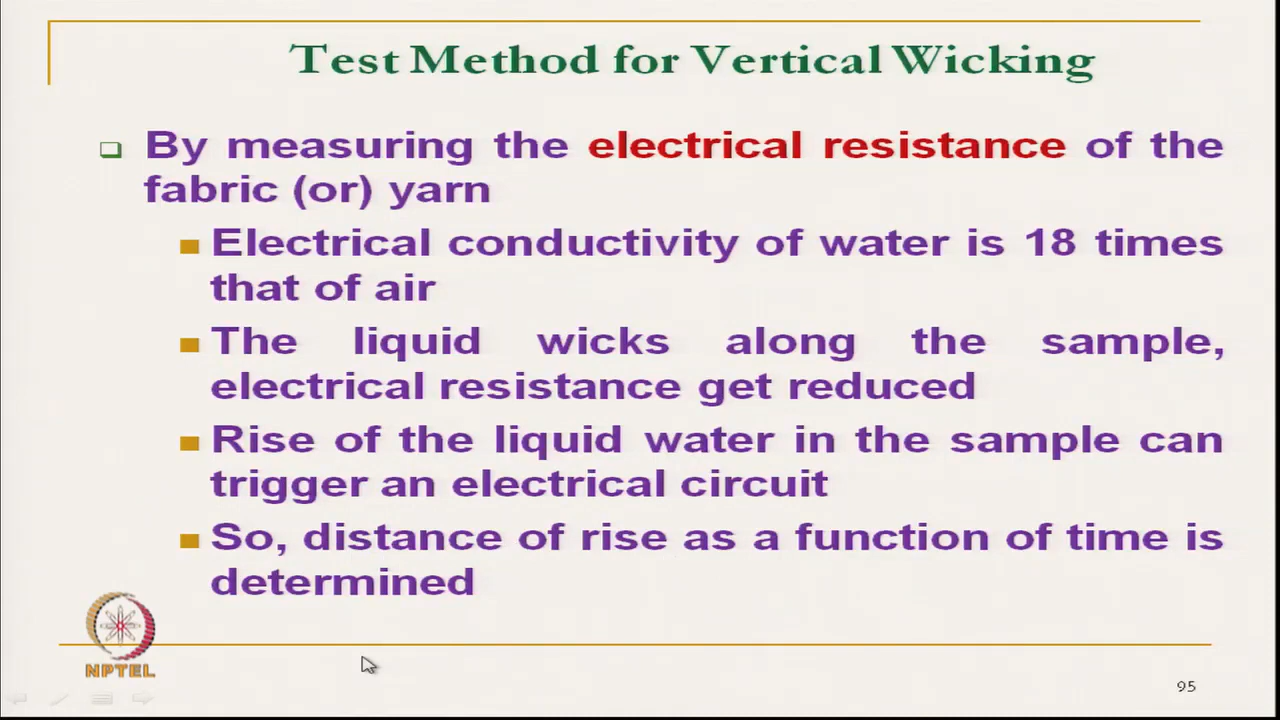 Test Method for Vertical Wicking
By measuring the electrical resistance of the
fabric (or) yarn
Electrical conductivity of water is 18 times
that of air
The liquid wicks along the sample,
electrical resistance get reduced
Rise of the liquid water in the sample can
trigger an electrical circuit
So, distance of rise as a function of time is
determined
NPTEL
95